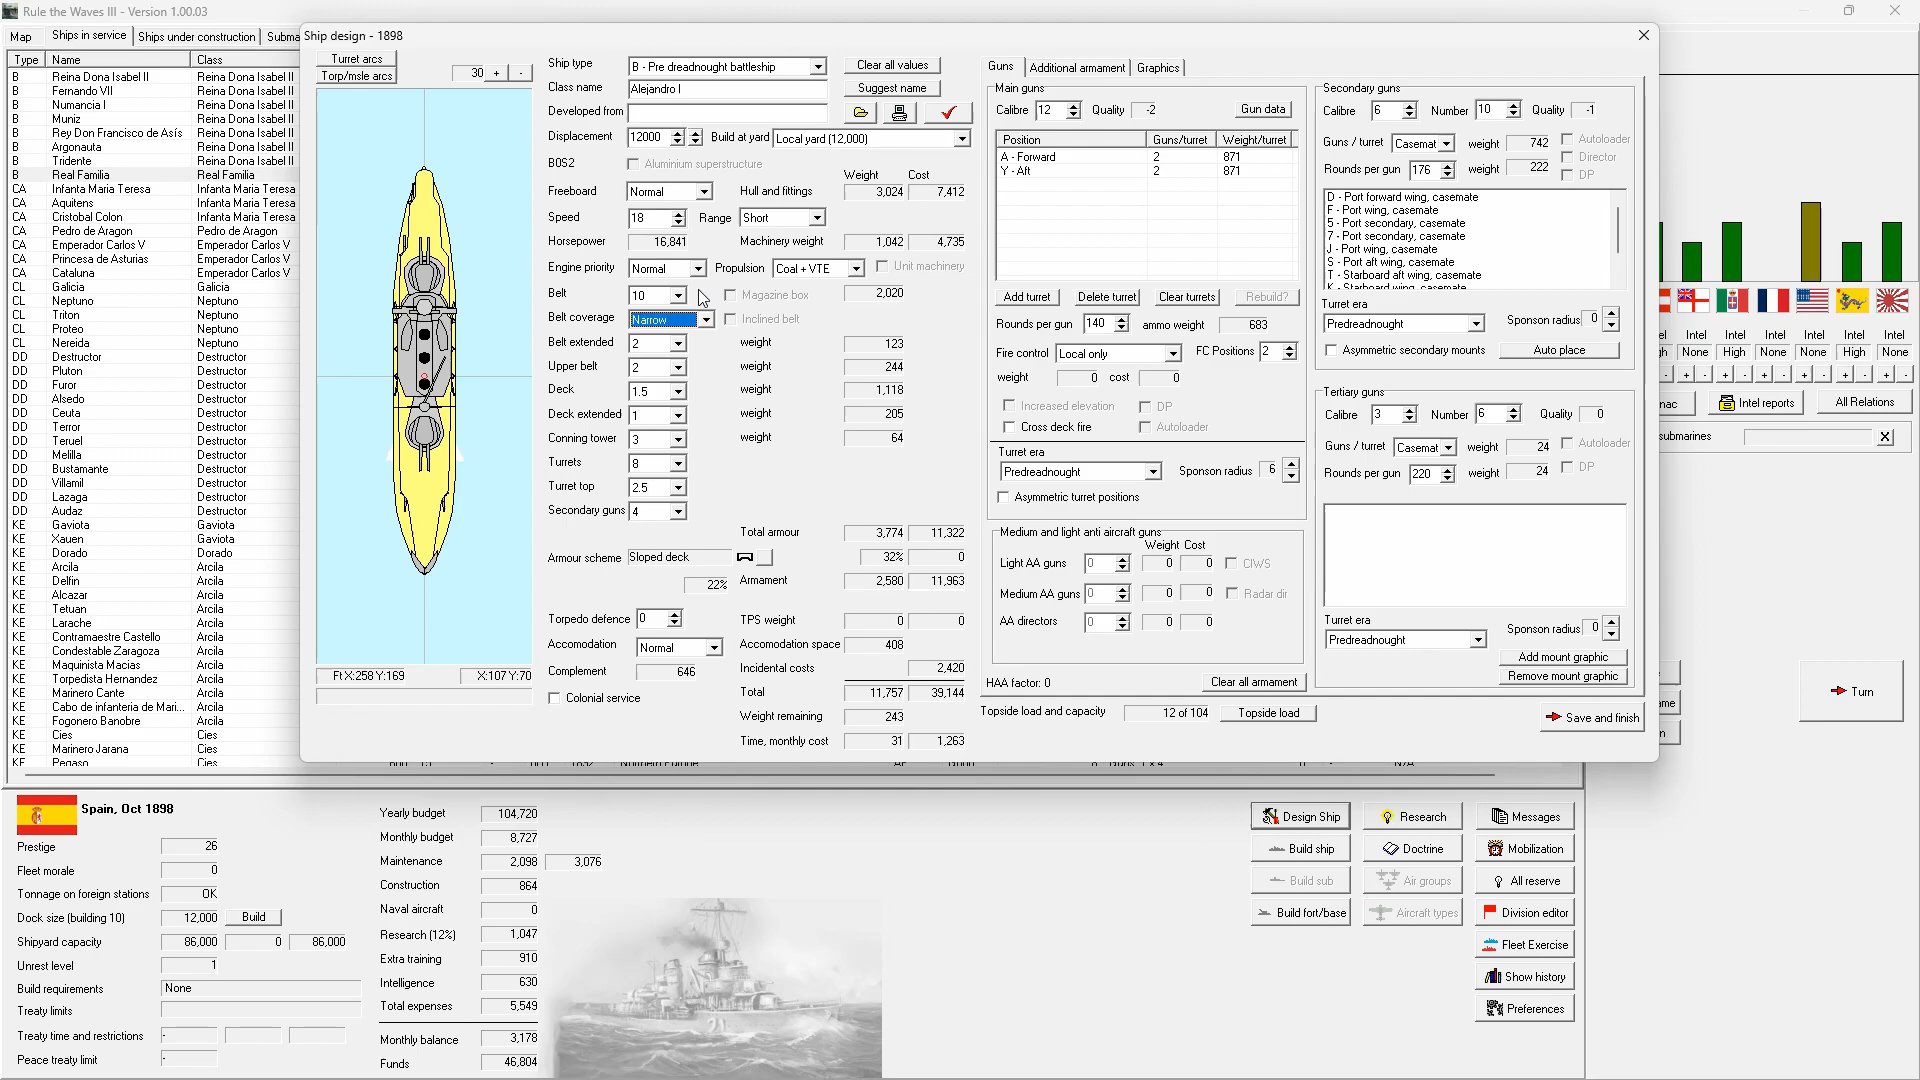 Rule the Waves III - Version 1.00.03
Map
Ships in service
Ships under construction
Subma
Type Name Class
B Reina Dona Isabel II Reina Dona Isabel II
B Fernando VII Reina Dona Isabel II
B Numancia I Reina Dona Isabel II
B Muniz Reina Dona Isabel II
B Rey Don Francisco de Asís Reina Dona Isabel II
B Argonauta Reina Dona Isabel II
B Tridente Reina Dona Isabel II
B Real Familia Real Familia
CA Infanta Maria Teresa Infanta Maria Teresa
CA Aquitens Infanta Maria Teresa
CA Cristobal Colon Infanta Maria Teresa
CA Pedro de Aragon Pedro de Aragon
CA Emperador Carlos V Emperador Carlos V
CA Princesa de Asturias Emperador Carlos V
CA Cataluna Emperador Carlos V
CL Galicia Galicia
CL Neptuno Neptuno
CL Triton Neptuno
CL Proteo Neptuno
CL Nereida Neptuno
DD Destructor Destructor
DD Pluton Destructor
DD Furor Destructor
DD Alsedo Destructor
DD Ceuta Destructor
DD Terror Destructor
DD Teruel Destructor
DD Melilla Destructor
DD Bustamante Destructor
DD Villamil Destructor
DD Lazaga Destructor
DD Audaz Destructor
KE Gaviota Gaviota
KE Xauen Gaviota
KE Dorado Dorado
KE Arcila Arcila
KE Delfin Arcila
KE Alcazar Arcila
KE Tetuan Arcila
KE Larache Arcila
KE Contramaestre Castello Arcila
KE Condestable Zaragoza Arcila
KE Maquinista Macias Arcila
KE Torpedista Hernandez Arcila
KE Marinero Cante Arcila
KE Cabo de infanteria de Mari... Arcila
KE Fogonero Banobre Arcila
KE Cies Cies
KE Marinero Jarana Cies
KE Pegaso Cies
Ship design - 1898
Turret arcs
Torp/msle arcs
30 + -
Ft X:258 Y:169
X:107 Y:70
Ship type B - Pre dreadnought battleship
Clear all values
Class name Alejandro I
Suggest name
Developed from
Displacement 12000 Build at yard Local yard (12,000)
BOS2 Aluminium superstructure
Weight Cost
Freeboard Normal Hull and fittings 3,024 7,412
Speed 18 Range Short
Horsepower 16,841 Machinery weight 1,042 4,735
Engine priority Normal Propulsion Coal + VTE Unit machinery
Belt 10 Magazine box 2,020
Belt coverage Narrow Inclined belt
Belt extended 2 weight 123
Upper belt 2 weight 244
Deck 1.5 weight 1,118
Deck extended 1 weight 205
Conning tower 3 weight 64
Turrets 8
Turret top 2.5
Secondary guns 4
Total armour 3,774 11,322
Armour scheme Sloped deck 32% 0
22% Armament 2,580 11,963
Torpedo defence 0 TPS weight 0 0
Accomodation Normal Accomodation space 408
Complement 646 Incidental costs 2,420
Colonial service
Total 11,757 39,144
Weight remaining 243
Time, monthly cost 31 1,263
Guns
Additional armament
Graphics
Main guns
Calibre 12 Quality -2 Gun data
Position Guns/turret Weight/turret
A - Forward 2 871
Y - Aft 2 871
Add turret Delete turret Clear turrets Rebuild?
Rounds per gun 140 ammo weight 683
Fire control Local only FC Positions 2
weight 0 cost 0
Increased elevation DP
Cross deck fire Autoloader
Turret era
Predreadnought Sponson radius 6
Asymmetric turret positions
Medium and light anti aircraft guns
Weight Cost
Light AA guns 0 0 0 CIWS
Medium AA guns 0 0 0 Radar dir
AA directors 0 0 0
HAA factor: 0 Clear all armament
Topside load and capacity 12 of 104 Topside load
Secondary guns
Calibre 6 Number 10 Quality -1
Guns / turret Casemat weight 742 Autoloader
Director
Rounds per gun 176 weight 222 DP
D - Port forward wing, casemate
F - Port wing, casemate
5 - Port secondary, casemate
7 - Port secondary, casemate
J - Port wing, casemate
S - Port aft wing, casemate
T - Starboard aft wing, casemate
K - Starboard wing, casemate
Turret era
Predreadnought Sponson radius 0
Asymmetric secondary mounts Auto place
Tertiary guns
Calibre 3 Number 6 Quality 0
Guns / turret Casemat weight 24 Autoloader
Rounds per gun 220 weight 24 DP
Turret era
Predreadnought Sponson radius 0
Add mount graphic
Remove mount graphic
Save and finish
Intel Intel Intel Intel Intel Intel
None High None None High None
+ - + - + - + - + - + -
nac Intel reports All Relations
submarines X
Turn
Spain, Oct 1898
Prestige 26
Fleet morale 0
Tonnage on foreign stations OK
Dock size (building 10) 12,000 Build
Shipyard capacity 86,000 0 86,000
Unrest level 1
Build requirements None
Treaty limits
Treaty time and restrictions -
Peace treaty limit -
Yearly budget 104,720
Monthly budget 8,727
Maintenance 2,098 3,076
Construction 864
Naval aircraft 0
Research (12%) 1,047
Extra training 910
Intelligence 630
Total expenses 5,549
Monthly balance 3,178
Funds 46,804
Design Ship Research Messages
Build ship Doctrine Mobilization
Build sub Air groups All reserve
Build fort/base Aircraft types Division editor
Fleet Exercise
Show history
Preferences